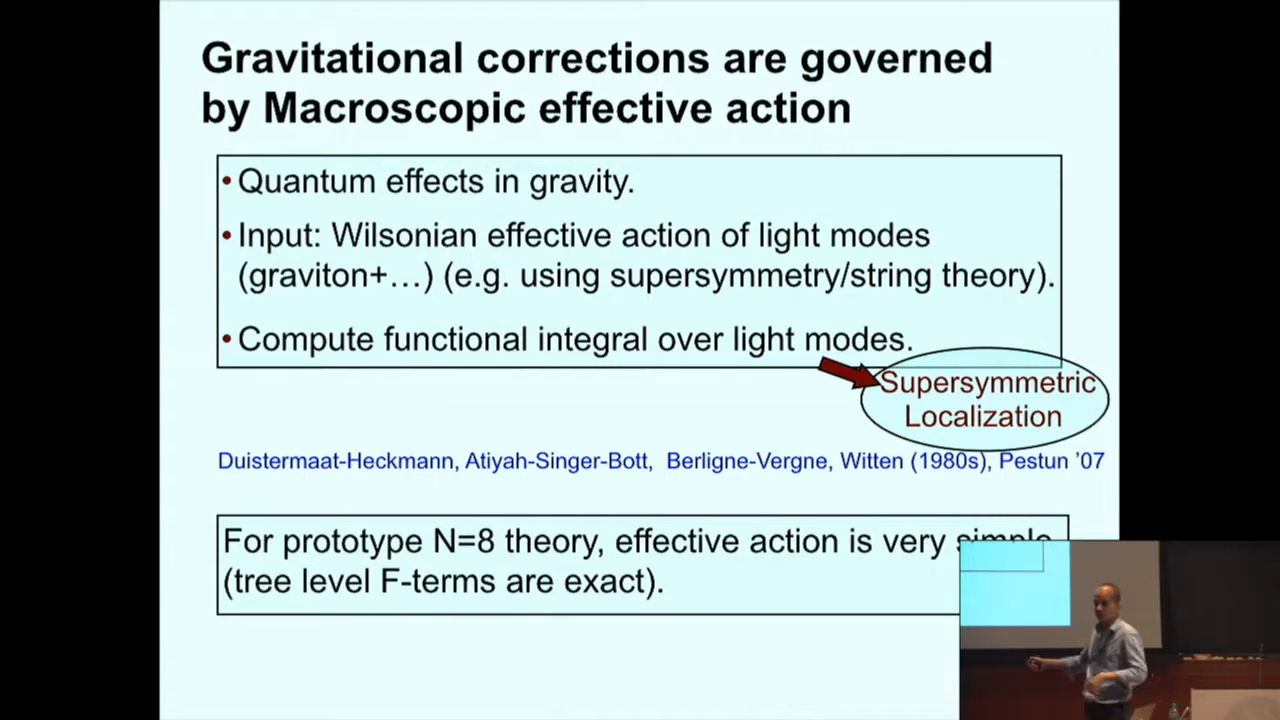 Gravitational corrections are governed
by Macroscopic effective action
•Quantum effects in gravity.
•Input: Wilsonian effective action of light modes
(graviton+…) (e.g. using supersymmetry/string theory).
•Compute functional integral over light modes.
Supersymmetric
Localization
Duistermaat-Heckmann, Atiyah-Singer-Bott, Berligne-Vergne, Witten (1980s), Pestun ’07
For prototype N=8 theory, effective action is very simple
(tree level F-terms are exact).